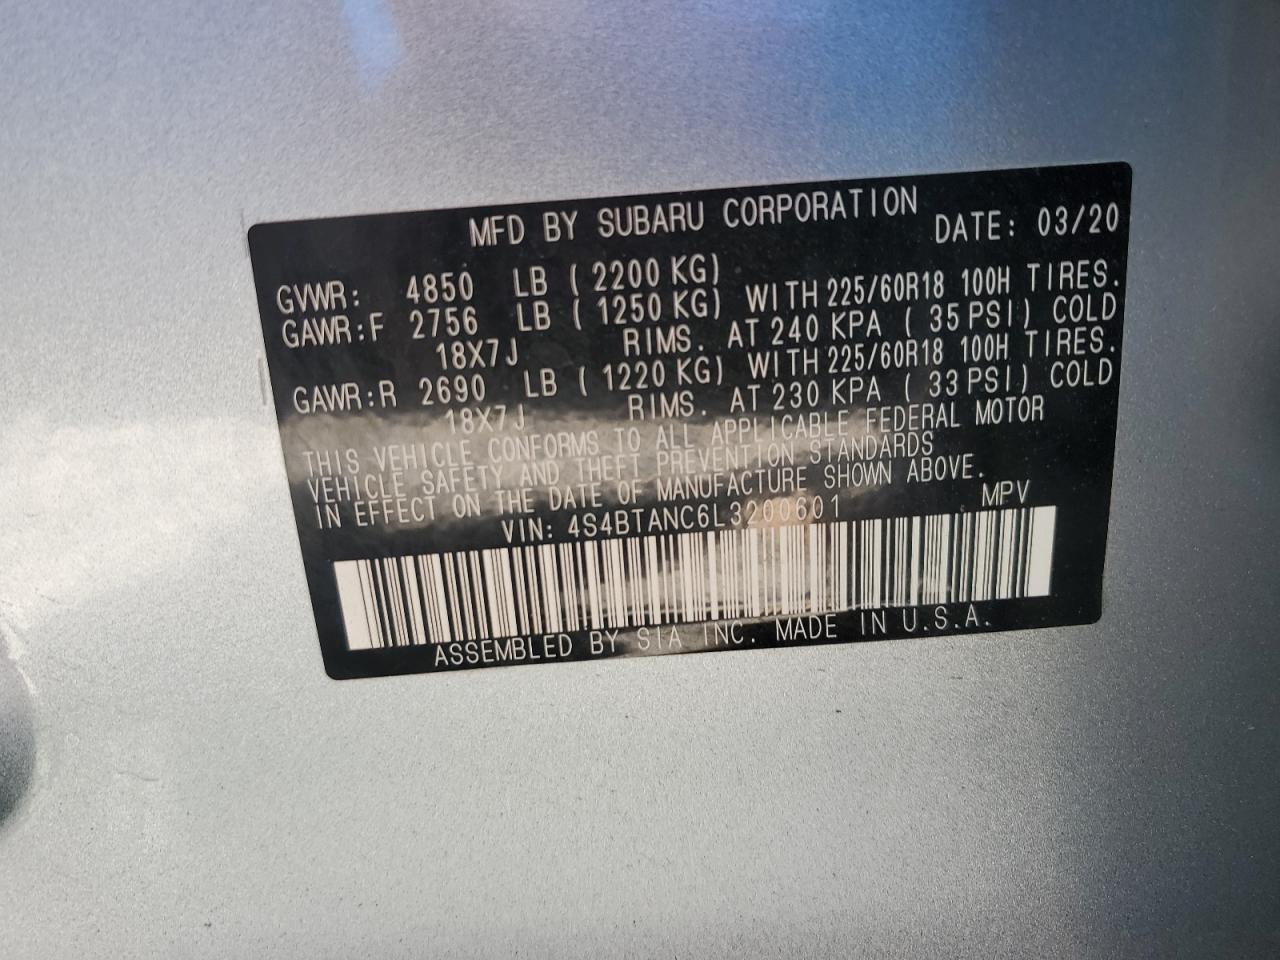 MFD BY SUBARU CORPORATION DATE: 03/20
GVWR: 4850 LB ( 2200 KG)
GAWR:F 2756 LB ( 1250 KG) WITH 225/60R18 100H TIRES.
18X7J RIMS. AT 240 KPA ( 35 PSI) COLD
GAWR:R 2690 LB ( 1220 KG) WITH 225/60R18 100H TIRES.
18X7J RIMS. AT 230 KPA ( 33 PSI) COLD
THIS VEHICLE CONFORMS TO ALL APPLICABLE FEDERAL MOTOR
VEHICLE SAFETY AND THEFT PREVENTION STANDARDS
IN EFFECT ON THE DATE OF MANUFACTURE SHOWN ABOVE.
VIN: 4S4BTANC6L3200601 MPV
ASSEMBLED BY SIA INC. MADE IN U.S.A.